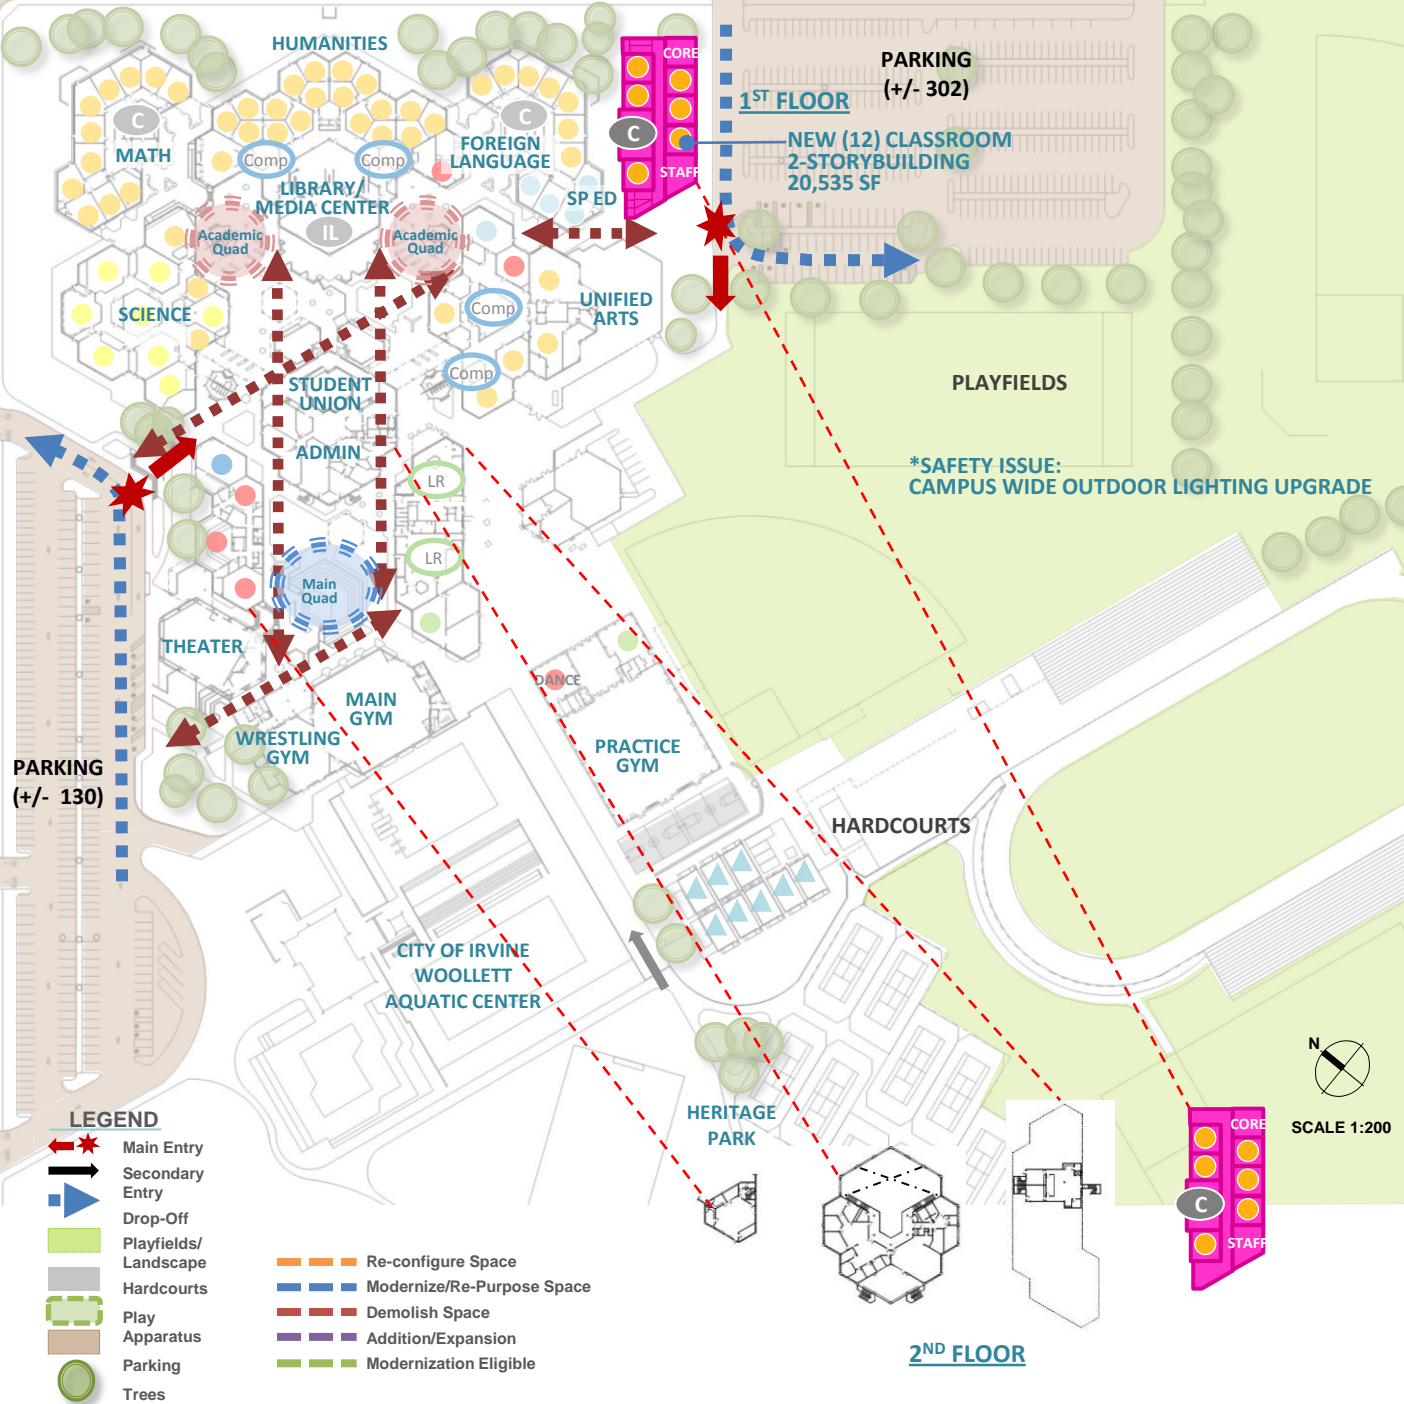 HUMANITIES
CORE
PARKING
(+/- 302)
1ST FLOOR
C
C
C
MATH
FOREIGN
LANGUAGE
NEW (12) CLASSROOM
2-STORYBUILDING
20,535 SF
Comp
Comp
STAFF
LIBRARY/
MEDIA CENTER
SP ED
IL
Academic
Quad
Academic
Quad
SCIENCE
Comp
UNIFIED
ARTS
Comp
STUDENT
UNION
PLAYFIELDS
ADMIN
LR
*SAFETY ISSUE:
CAMPUS WIDE OUTDOOR LIGHTING UPGRADE
LR
Main
Quad
THEATER
DANCE
MAIN
GYM
WRESTLING
GYM
PRACTICE
GYM
PARKING
(+/- 130)
HARDCOURTS
CITY OF IRVINE
WOOLLETT
AQUATIC CENTER
N
SCALE 1:200
HERITAGE
PARK
CORE
C
STAFF
LEGEND
Main Entry
Secondary
Entry
Drop-Off
Playfields/
Landscape
Hardcourts
Play
Apparatus
Parking
Trees
Re-configure Space
Modernize/Re-Purpose Space
Demolish Space
Addition/Expansion
Modernization Eligible
2ND FLOOR